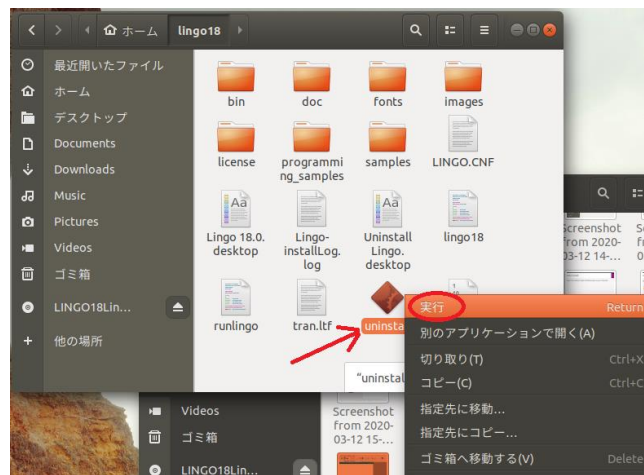 ホーム
lingo18
最近開いたファイル
ホーム
デスクトップ
Documents
Downloads
Music
Pictures
Videos
ゴミ箱
LINGO18Lin...
他の場所
bin
doc
fonts
images
license
programmi
ng_samples
samples
LINGO.CNF
Lingo 18.0.
desktop
Lingo-
installLog.
log
Uninstall
Lingo.
desktop
lingo18
runlingo
tran.ltf
uninsta
"uninstal
実行
Return
別のアプリケーションで開く(A)
切り取り(T)
Ctrl+X
コピー(C)
Ctrl+C
指定先に移動...
指定先にコピー...
ゴミ箱へ移動する(V)
Delete
creenshot
from 2020-
03-12 14-...
Videos
ゴミ箱
LINGO18Lin...
Screenshot
from 2020-
03-12 15-...